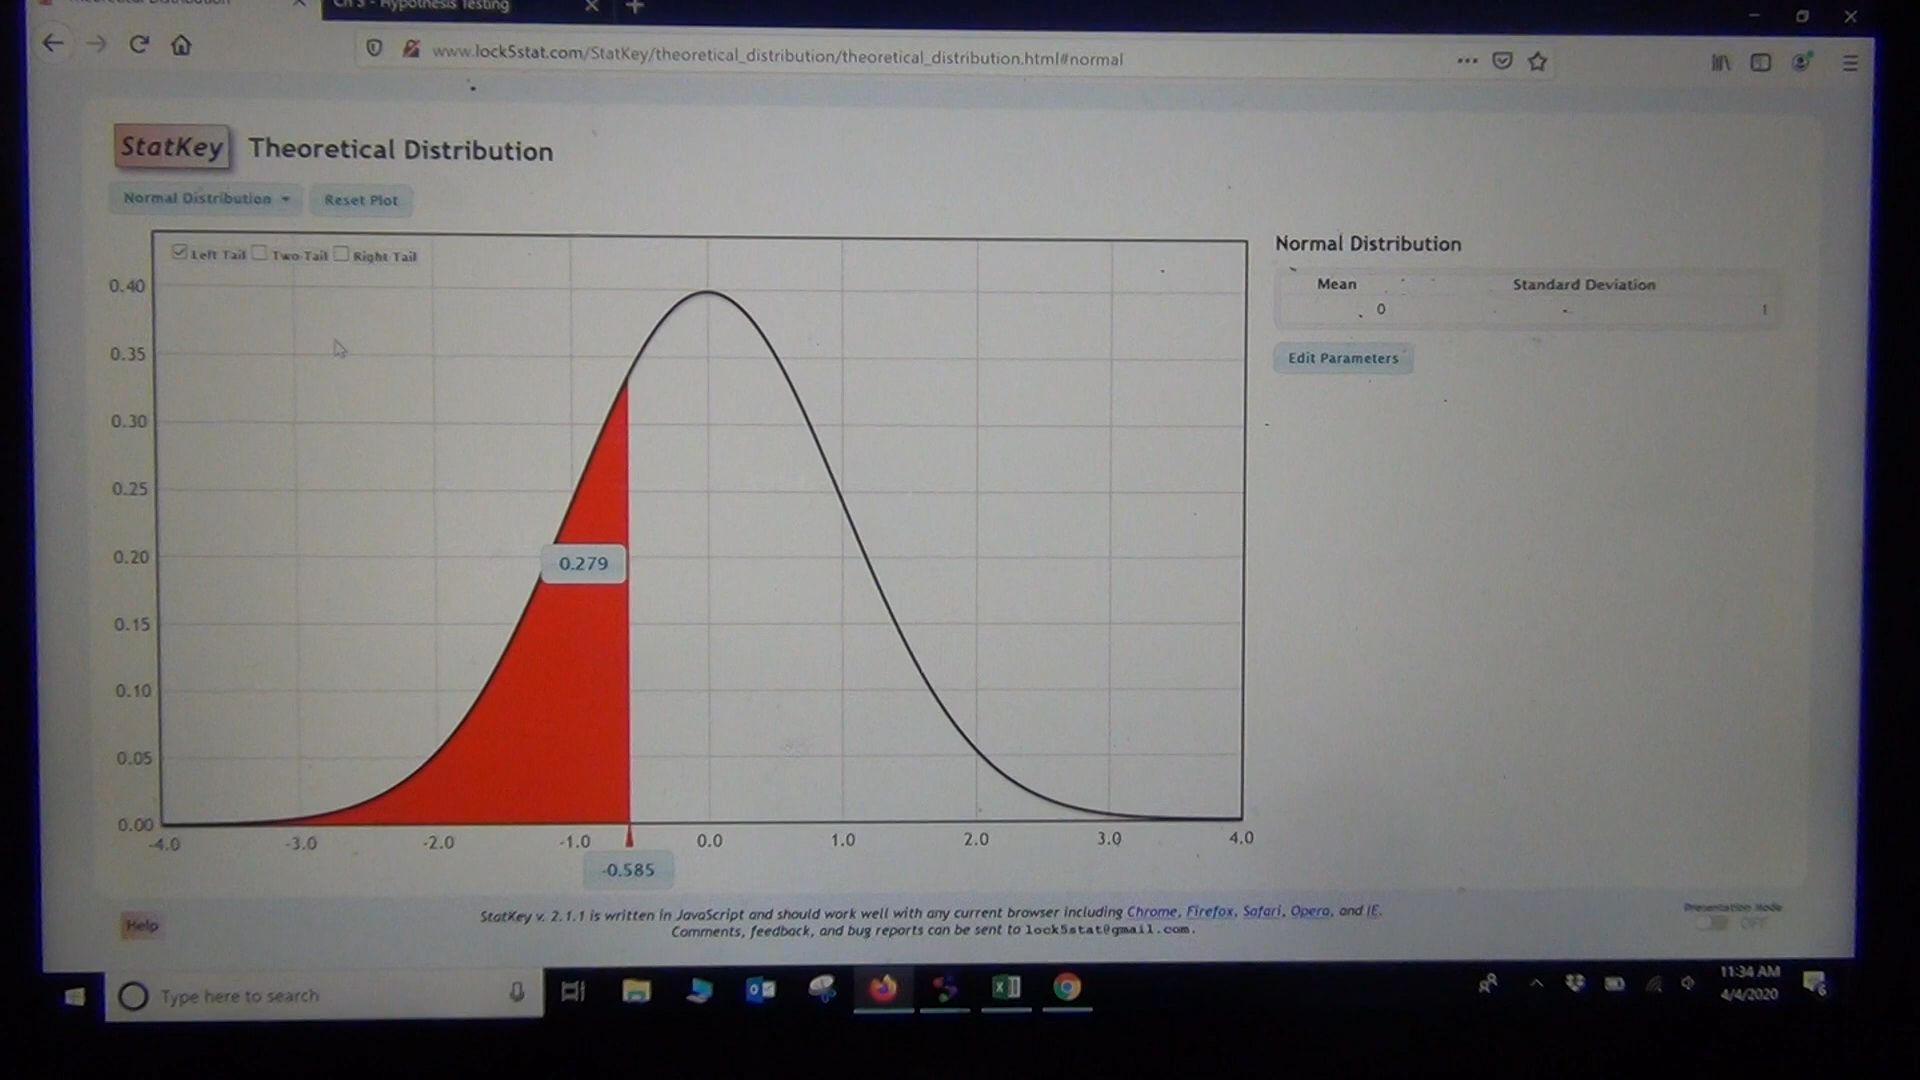 Ch 3 - Hypothesis Testing
www.lock5stat.com/StatKey/theoretical_distribution/theoretical_distribution.html#normal
StatKey Theoretical Distribution
Normal Distribution Reset Plot
Left Tail Two-Tail Right Tail
0.40
0.35
0.30
0.25
0.20
0.15
0.10
0.05
0.00
0.279
-4.0 -3.0 -2.0 -1.0 0.0 1.0 2.0 3.0 4.0
-0.585
Normal Distribution
Mean Standard Deviation
0 1
Edit Parameters
Help
StatKey v. 2.1.1 is written in JavaScript and should work well with any current browser including Chrome, Firefox, Safari, Opera, and IE.
Comments, feedback, and bug reports can be sent to lock5stat@gmail.com.
Presentation Mode
OFF
Type here to search
11:34 AM
4/4/2020
6